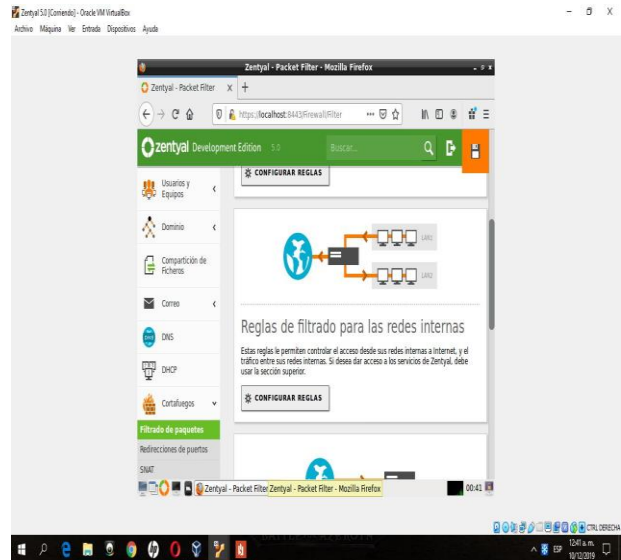 Zentyal 5.0 [Corriendo] - Oracle VM VirtualBox
Archivo Máquina Ver Entrada Dispositivos Ayuda
Zentyal - Packet Filter - Mozilla Firefox
Zentyal - Packet Filter
https://localhost:8443/Firewall/Filter
zentyal Development Edition 5.0
Buscar...
CONFIGURAR REGLAS
Usuarios y
Equipos
Dominio
Compartición de
Ficheros
Correo
DNS
DHCP
Cortafuegos
Filtrado de paquetes
Redirecciones de puertos
SNAT
LAN1
Reglas de filtrado para las redes internas
Estas reglas le permiten controlar el acceso desde sus redes internas a Internet, y el
tráfico entre sus redes internas. Si desea dar acceso a los servicios de Zentyal, debe
usar la sección superior.
CONFIGURAR REGLAS
Zentyal - Packet Filter
Zentyal - Packet Filter - Mozilla Firefox
00:41
CTRL DERECHA
ESP
12:41 a.m.
10/12/2019